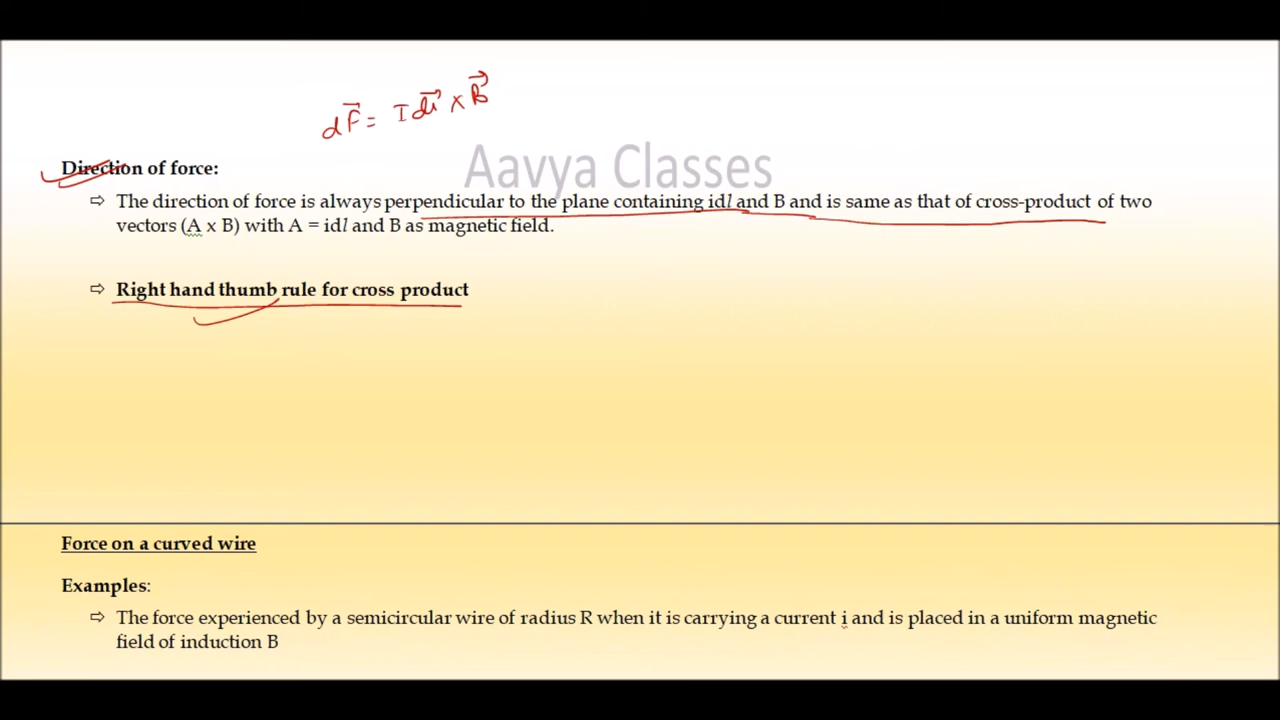 dF = I dl x B
Aavya Classes
Direction of force:
⇨ The direction of force is always perpendicular to the plane containing idl and B and is same as that of cross-product of two
vectors (A x B) with A = idl and B as magnetic field.
⇨ Right hand thumb rule for cross product
Force on a curved wire
Examples:
⇨ The force experienced by a semicircular wire of radius R when it is carrying a current i and is placed in a uniform magnetic
field of induction B